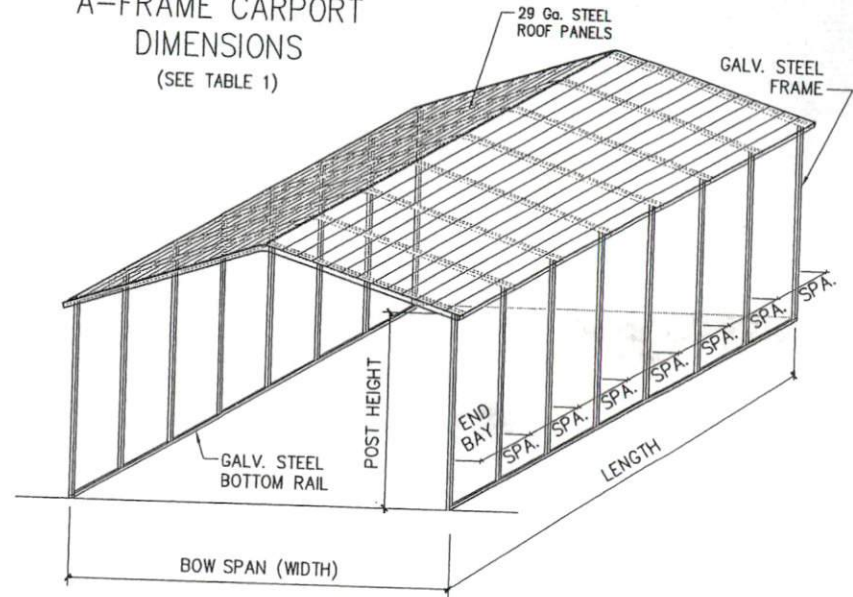 A-FRAME CARPORT
DIMENSIONS
(SEE TABLE 1)
29 Ga. STEEL
ROOF PANELS
GALV. STEEL
FRAME
SPA.
SPA.
SPA.
SPA.
SPA.
SPA.
SPA.
END
BAY
POST HEIGHT
GALV. STEEL
BOTTOM RAIL
LENGTH
BOW SPAN (WIDTH)